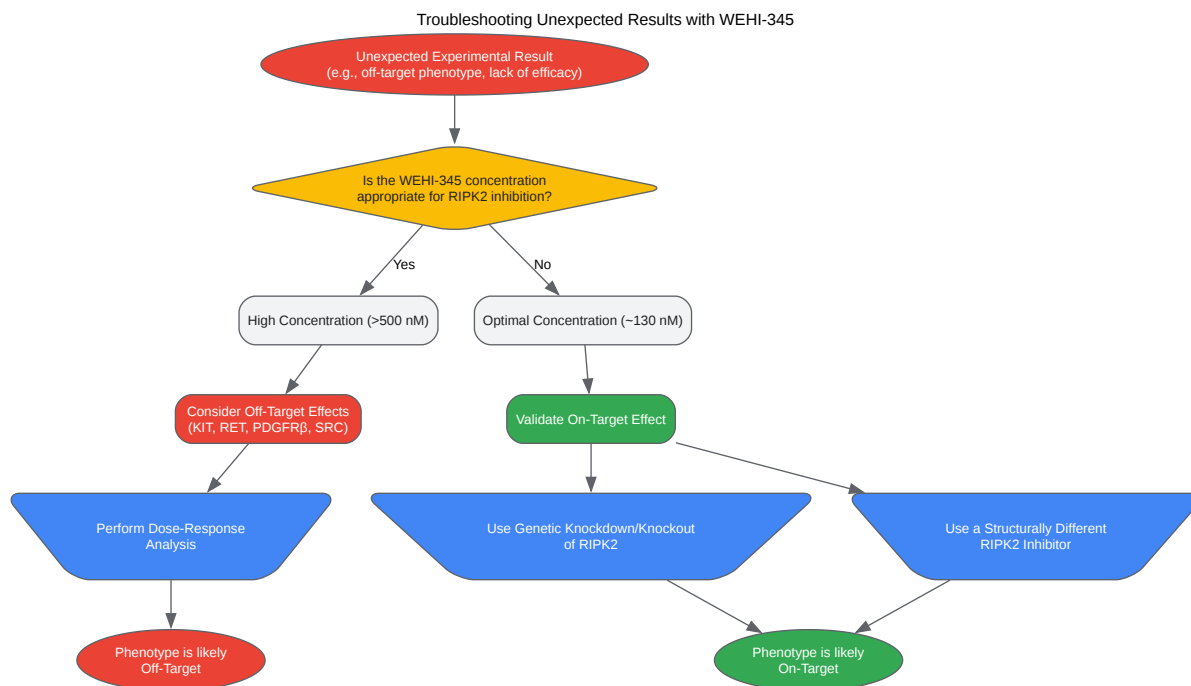 Troubleshooting Unexpected Results with WEHI-345
Unexpected Experimental Result
(e.g., off-target phenotype, lack of efficacy)
Is the WEHI-345 concentration
appropriate for RIPK2 inhibition?
Yes
No
High Concentration (>500 nM)
Optimal Concentration (~130 nM)
Consider Off-Target Effects
(KIT, RET, PDGFRβ, SRC)
Validate On-Target Effect
Perform Dose-Response
Analysis
Use Genetic Knockdown/Knockout
of RIPK2
Use a Structurally Different
RIPK2 Inhibitor
Phenotype is likely
Off-Target
Phenotype is likely
On-Target